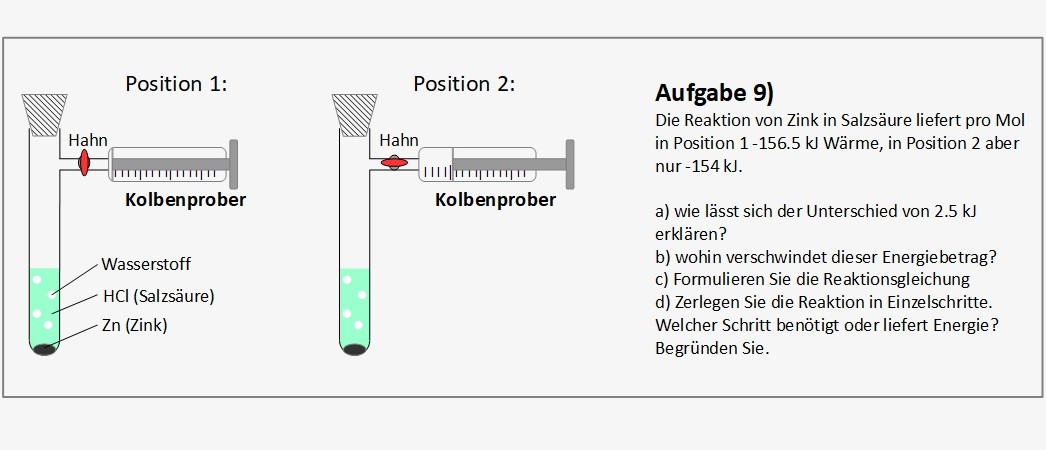 Position 1:
Position 2:
Hahn
Kolbenprober
Wasserstoff
HCl (Salzsäure)
Zn (Zink)
Hahn
Kolbenprober
Aufgabe 9)
Die Reaktion von Zink in Salzsäure liefert pro Mol
in Position 1 -156.5 kJ Wärme, in Position 2 aber
nur -154 kJ.
a) wie lässt sich der Unterschied von 2.5 kJ
erklären?
b) wohin verschwindet dieser Energiebetrag?
c) Formulieren Sie die Reaktionsgleichung
d) Zerlegen Sie die Reaktion in Einzelschritte.
Welcher Schritt benötigt oder liefert Energie?
Begründen Sie.